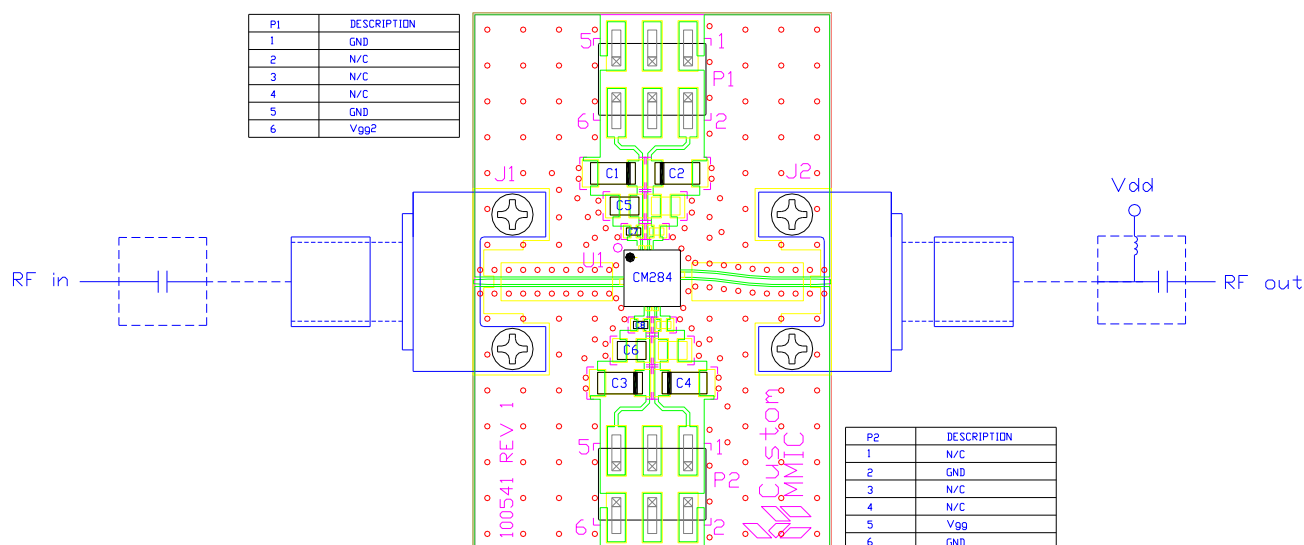 P1 DESCRIPTION
1 GND
2 N/C
3 N/C
4 N/C
5 GND
6 Vgg2
5 1
P1
6 2
C1 C2
J1 J2
C5
C7
U1
CM284
Vdd
RF in
RF out
C8
C6
C3 C4
5 1
P2
6 2
100541 REV 1
Custom
MMIC
P2 DESCRIPTION
1 N/C
2 GND
3 N/C
4 N/C
5 Vgg
6 GND